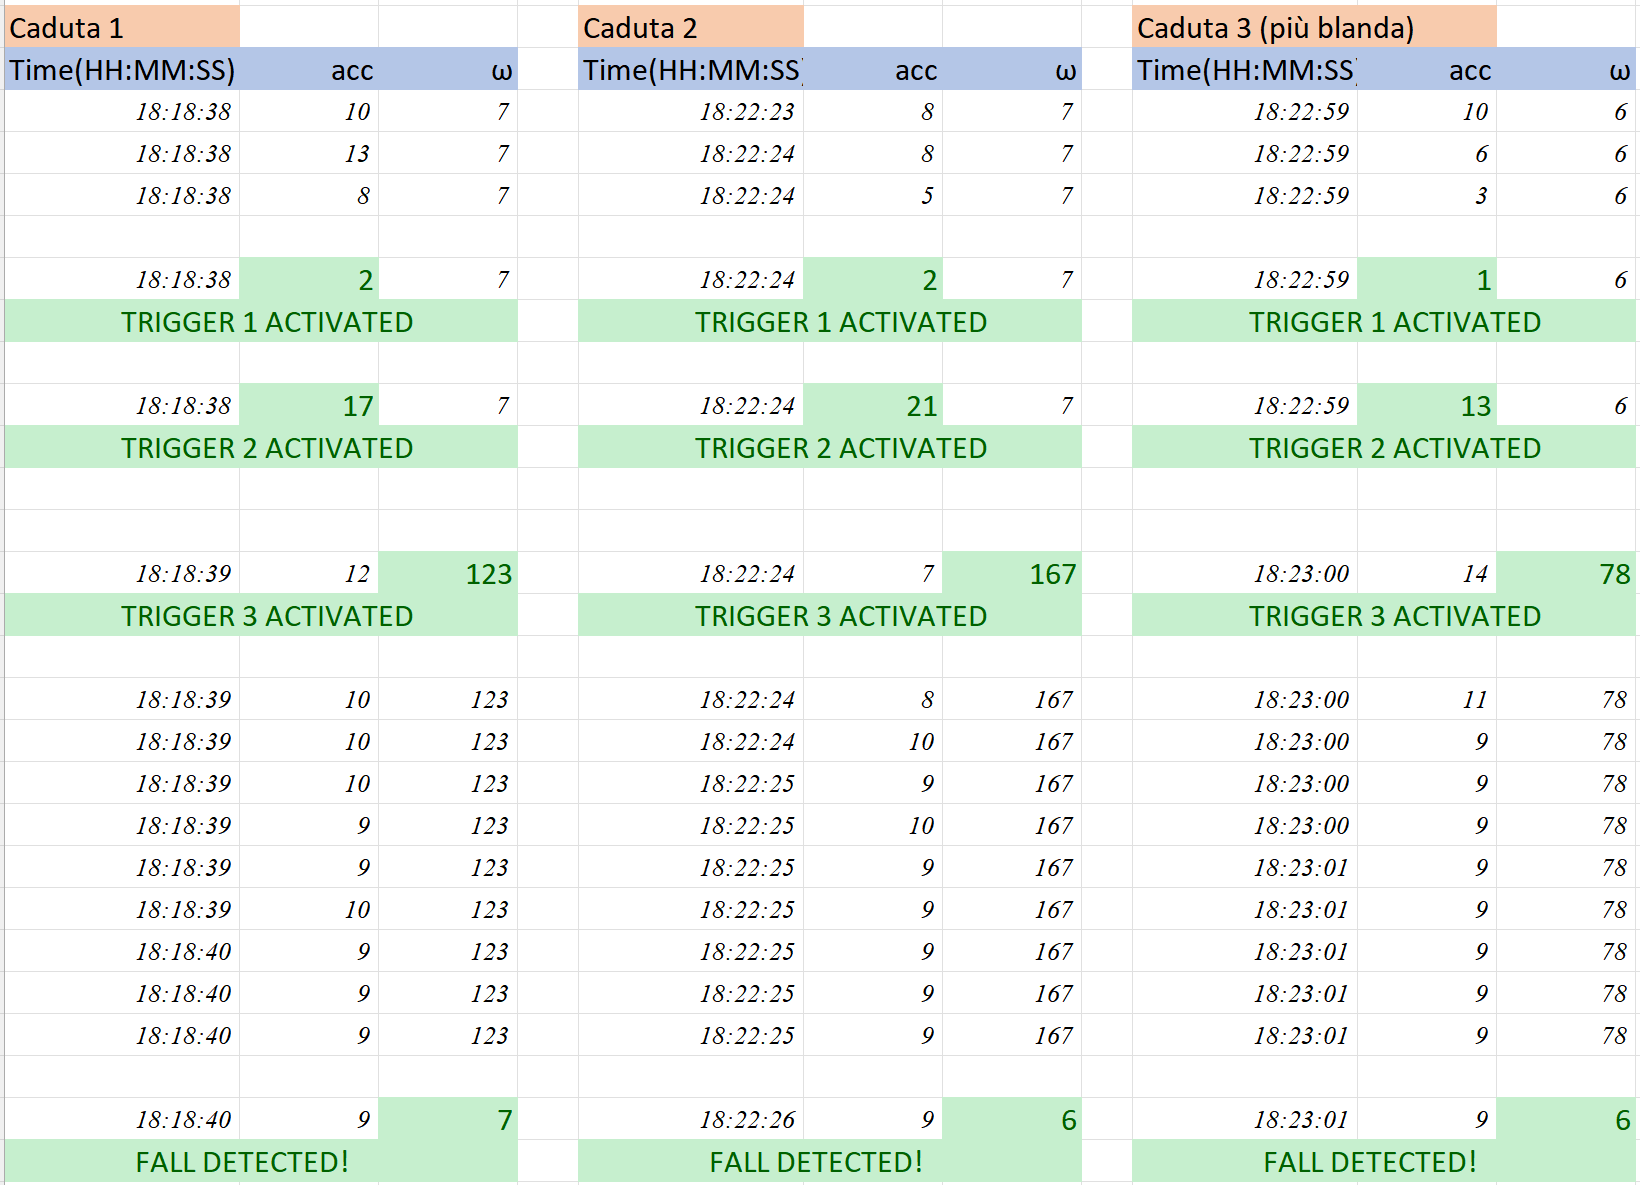 Caduta 1 Caduta 2 Caduta 3 (più blanda)
Time(HH:MM:SS) acc ω Time(HH:MM:SS) acc ω Time(HH:MM:SS) acc ω
18:18:38 10 7 18:22:23 8 7 18:22:59 10 6
18:18:38 13 7 18:22:24 8 7 18:22:59 6 6
18:18:38 8 7 18:22:24 5 7 18:22:59 3 6
18:18:38 2 7 18:22:24 2 7 18:22:59 1 6
TRIGGER 1 ACTIVATED TRIGGER 1 ACTIVATED TRIGGER 1 ACTIVATED
18:18:38 17 7 18:22:24 21 7 18:22:59 13 6
TRIGGER 2 ACTIVATED TRIGGER 2 ACTIVATED TRIGGER 2 ACTIVATED
18:18:39 12 123 18:22:24 7 167 18:23:00 14 78
TRIGGER 3 ACTIVATED TRIGGER 3 ACTIVATED TRIGGER 3 ACTIVATED
18:18:39 10 123 18:22:24 8 167 18:23:00 11 78
18:18:39 10 123 18:22:24 10 167 18:23:00 9 78
18:18:39 10 123 18:22:25 9 167 18:23:00 9 78
18:18:39 9 123 18:22:25 10 167 18:23:00 9 78
18:18:39 9 123 18:22:25 9 167 18:23:01 9 78
18:18:39 10 123 18:22:25 9 167 18:23:01 9 78
18:18:40 9 123 18:22:25 9 167 18:23:01 9 78
18:18:40 9 123 18:22:25 9 167 18:23:01 9 78
18:18:40 9 123 18:22:25 9 167 18:23:01 9 78
18:18:40 9 7 18:22:26 9 6 18:23:01 9 6
FALL DETECTED! FALL DETECTED! FALL DETECTED!